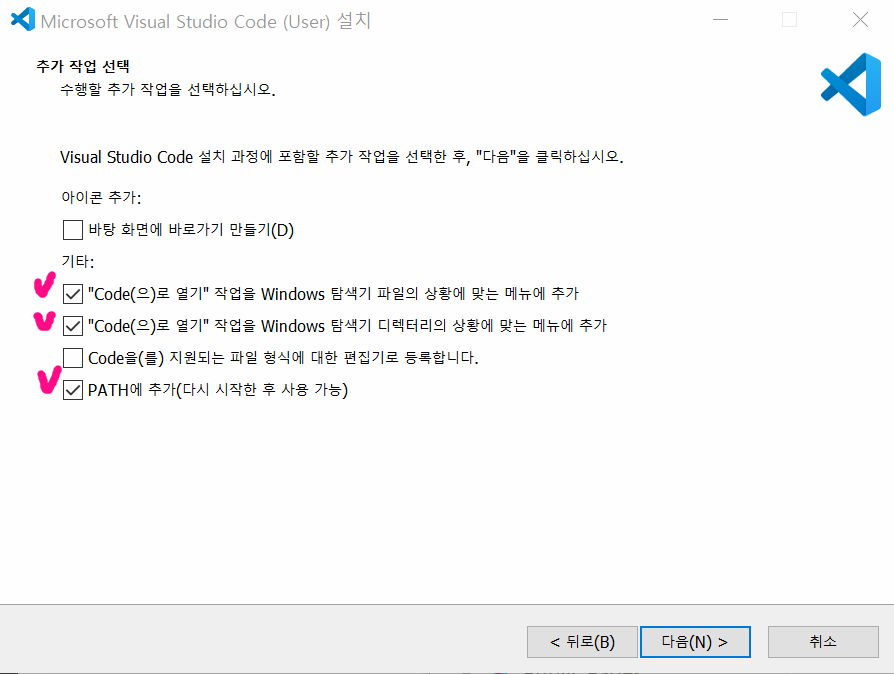 Microsoft Visual Studio Code (User) 설치
추가 작업 선택
수행할 추가 작업을 선택하십시오.
Visual Studio Code 설치 과정에 포함할 추가 작업을 선택한 후, "다음"을 클릭하십시오.
아이콘 추가:
바탕 화면에 바로가기 만들기(D)
기타:
"Code(으)로 열기" 작업을 Windows 탐색기 파일의 상황에 맞는 메뉴에 추가
"Code(으)로 열기" 작업을 Windows 탐색기 디렉터리의 상황에 맞는 메뉴에 추가
Code을(를) 지원되는 파일 형식에 대한 편집기로 등록합니다.
PATH에 추가(다시 시작한 후 사용 가능)
< 뒤로(B) 다음(N) > 취소